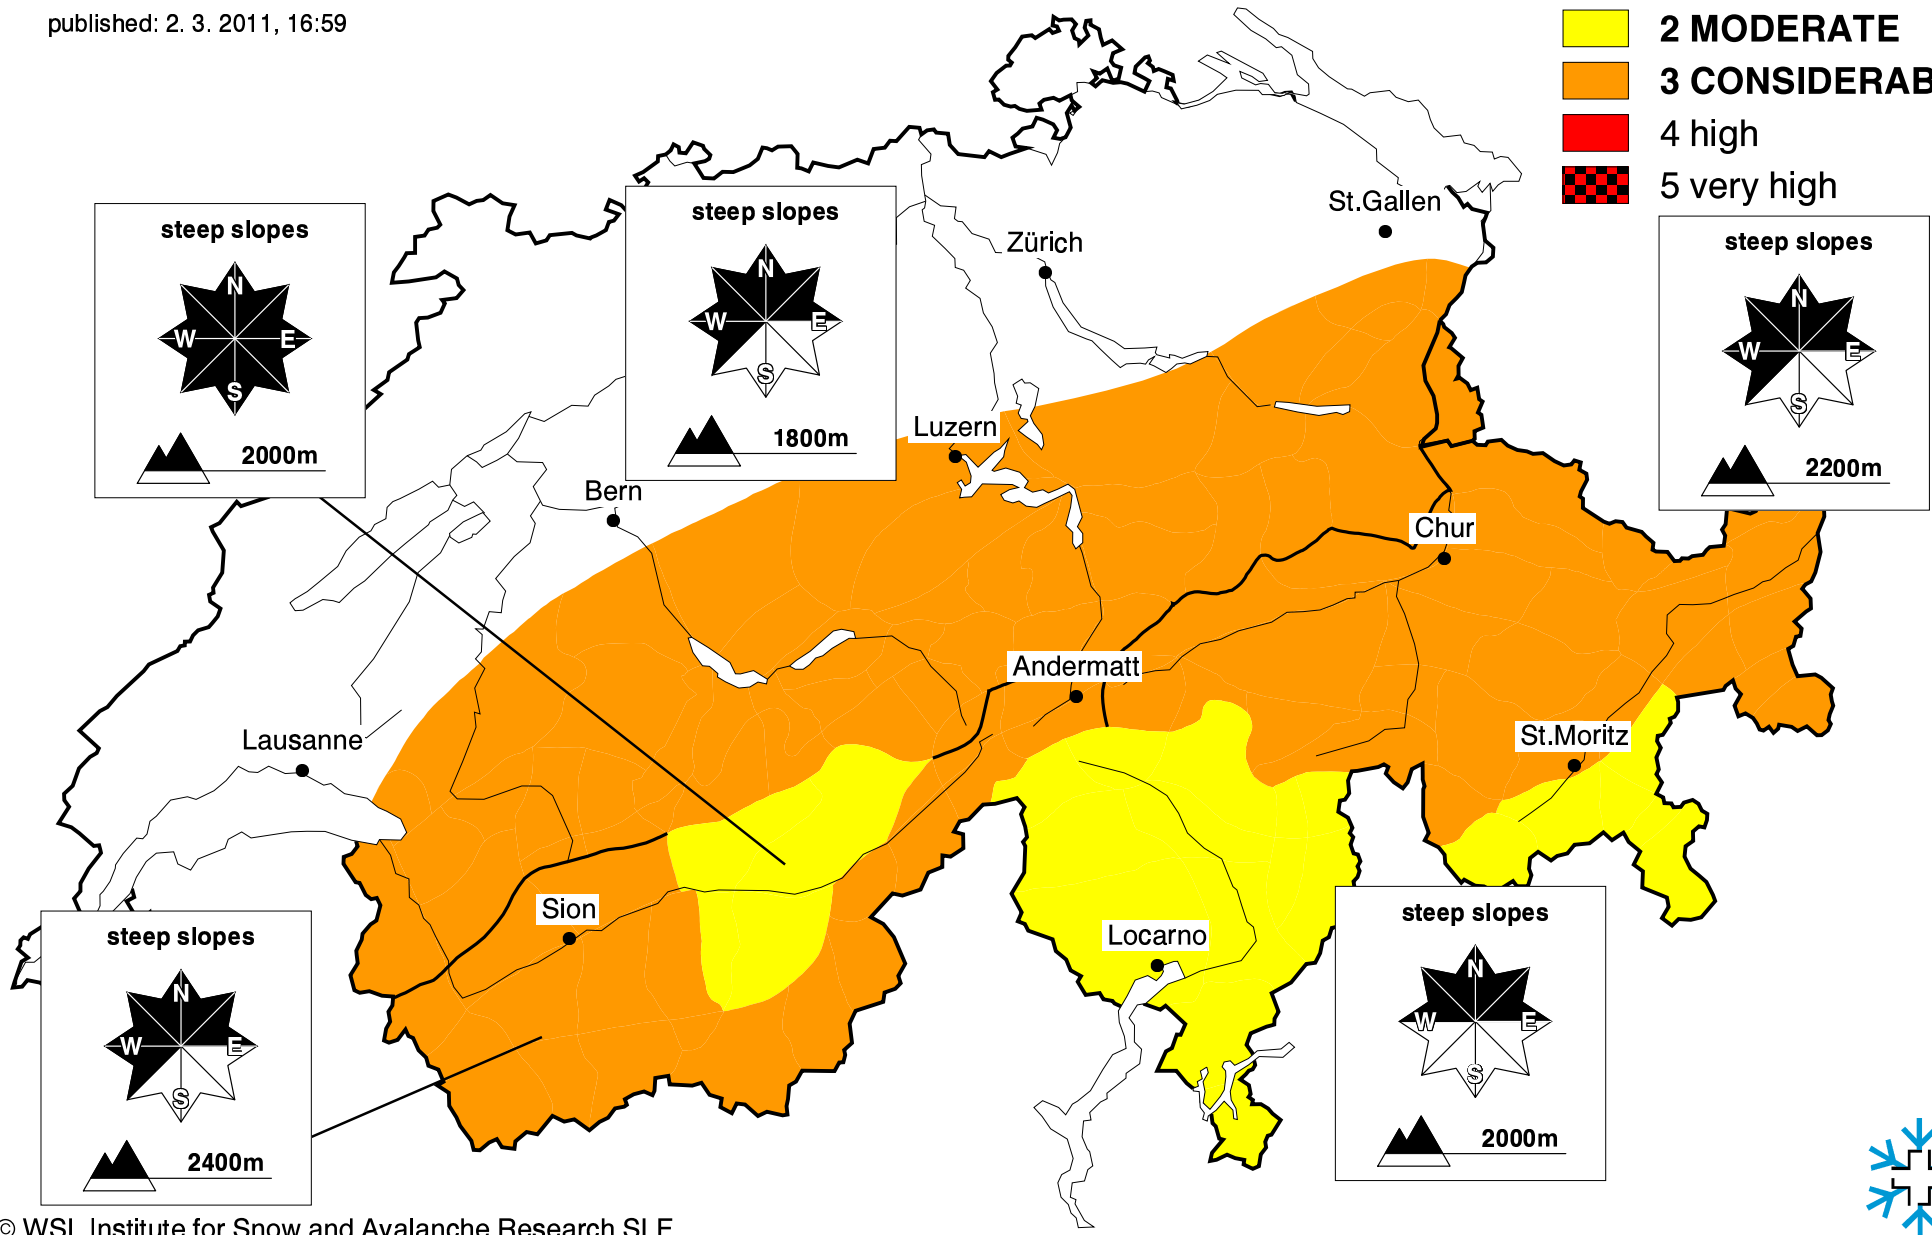 published: 2. 3. 2011, 16:59
2 MODERATE
3 CONSIDERAB
4 high
5 very high
St.Gallen
Zürich
steep slopes
N
W E
S
2000m
steep slopes
N
W E
S
1800m
steep slopes
N
W E
S
2200m
Luzern
Bern
Chur
Andermatt
St.Moritz
Lausanne
Sion
Locarno
steep slopes
N
W E
S
2400m
steep slopes
N
W E
S
2000m
© WSL Institute for Snow and Avalanche Research SLF